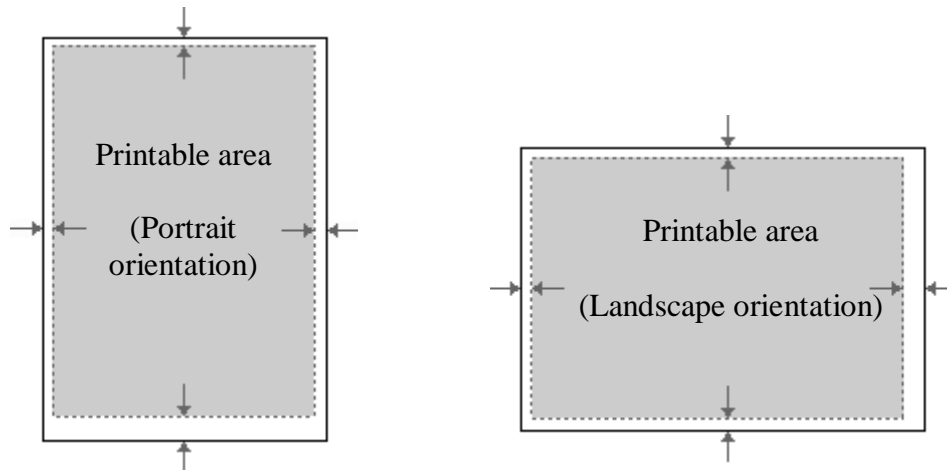 Printable area
(Portrait
orientation)
Printable area
(Landscape orientation)